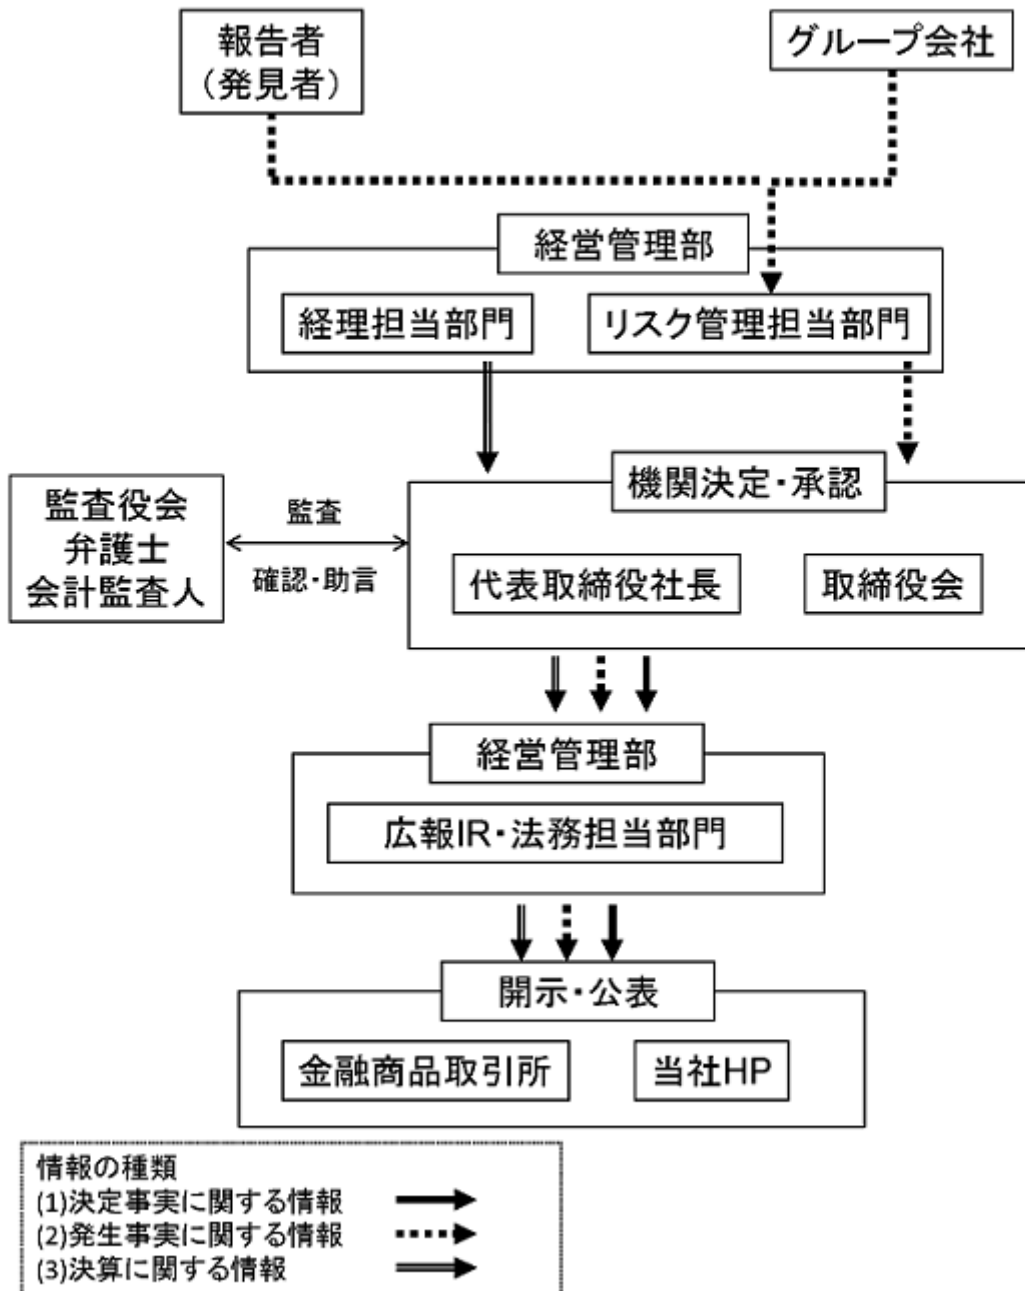 報告者
（発見者）
グループ会社
経営管理部
経理担当部門
リスク管理担当部門
機関決定・承認
監査役会
弁護士
会計監査人
監査
確認・助言
代表取締役社長
取締役会
経営管理部
広報IR・法務担当部門
開示・公表
金融商品取引所
当社HP
情報の種類
(1)決定事実に関する情報
(2)発生事実に関する情報
(3)決算に関する情報